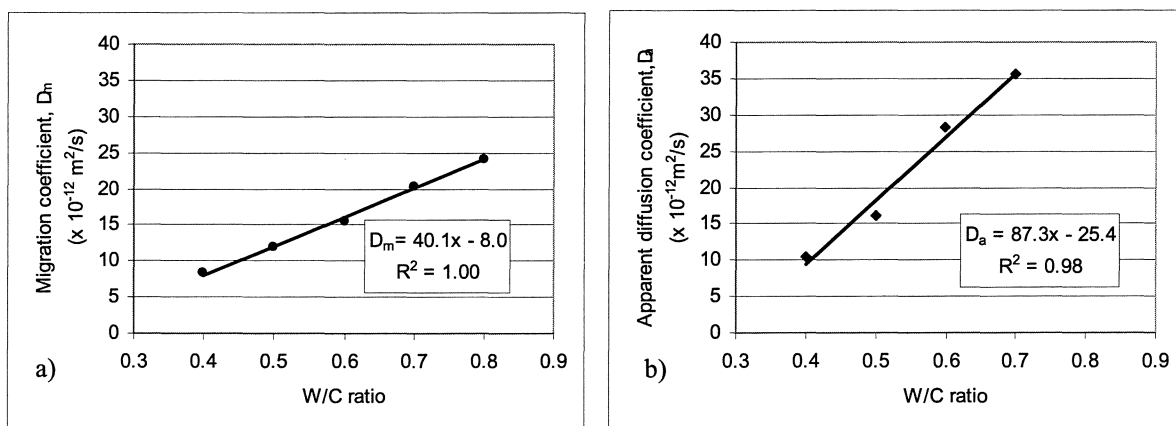 Migration coefficient, Dm
(x 10-12 m2/s)
40
35
30
25
20
15
10
5
0
Dm= 40.1x - 8.0
R2 = 1.00
0.3 0.4 0.5 0.6 0.7 0.8 0.9
a)
W/C ratio
Apparent diffusion coefficient, Da
(x 10-12m2/s)
40
35
30
25
20
15
10
5
0
Da = 87.3x - 25.4
R2 = 0.98
0.3 0.4 0.5 0.6 0.7 0.8 0.9
b)
W/C ratio